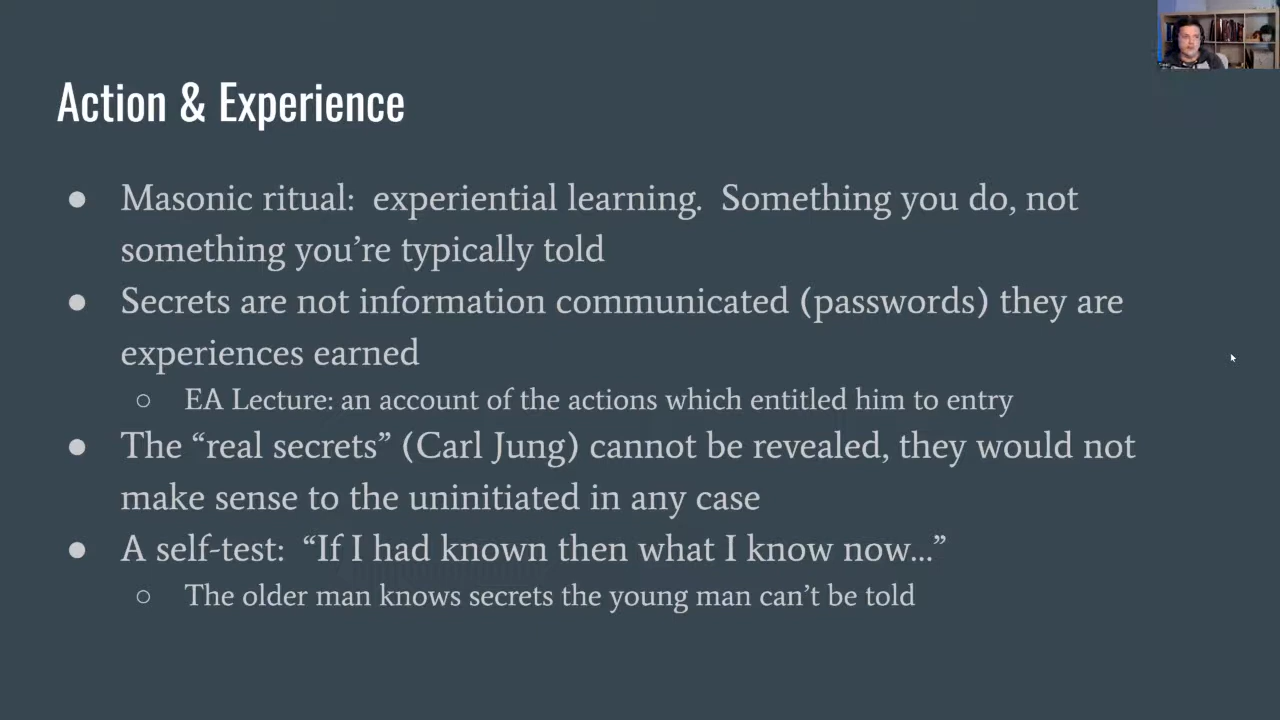 Action & Experience
● Masonic ritual:  experiential learning.  Something you do, not
something you’re typically told
● Secrets are not information communicated (passwords) they are
experiences earned
○ EA Lecture: an account of the actions which entitled him to entry
● The “real secrets” (Carl Jung) cannot be revealed, they would not
make sense to the uninitiated in any case
● A self-test:  “If I had known then what I know now...”
○ The older man knows secrets the young man can’t be told